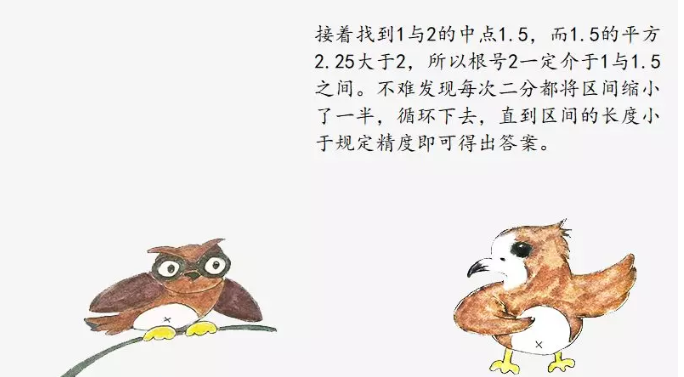 接着找到1与2的中点1.5，而1.5的平方
2.25大于2，所以根号2一定介于1与1.5
之间。不难发现每次二分都将区间缩小
了一半，循环下去，直到区间的长度小
于规定精度即可得出答案。